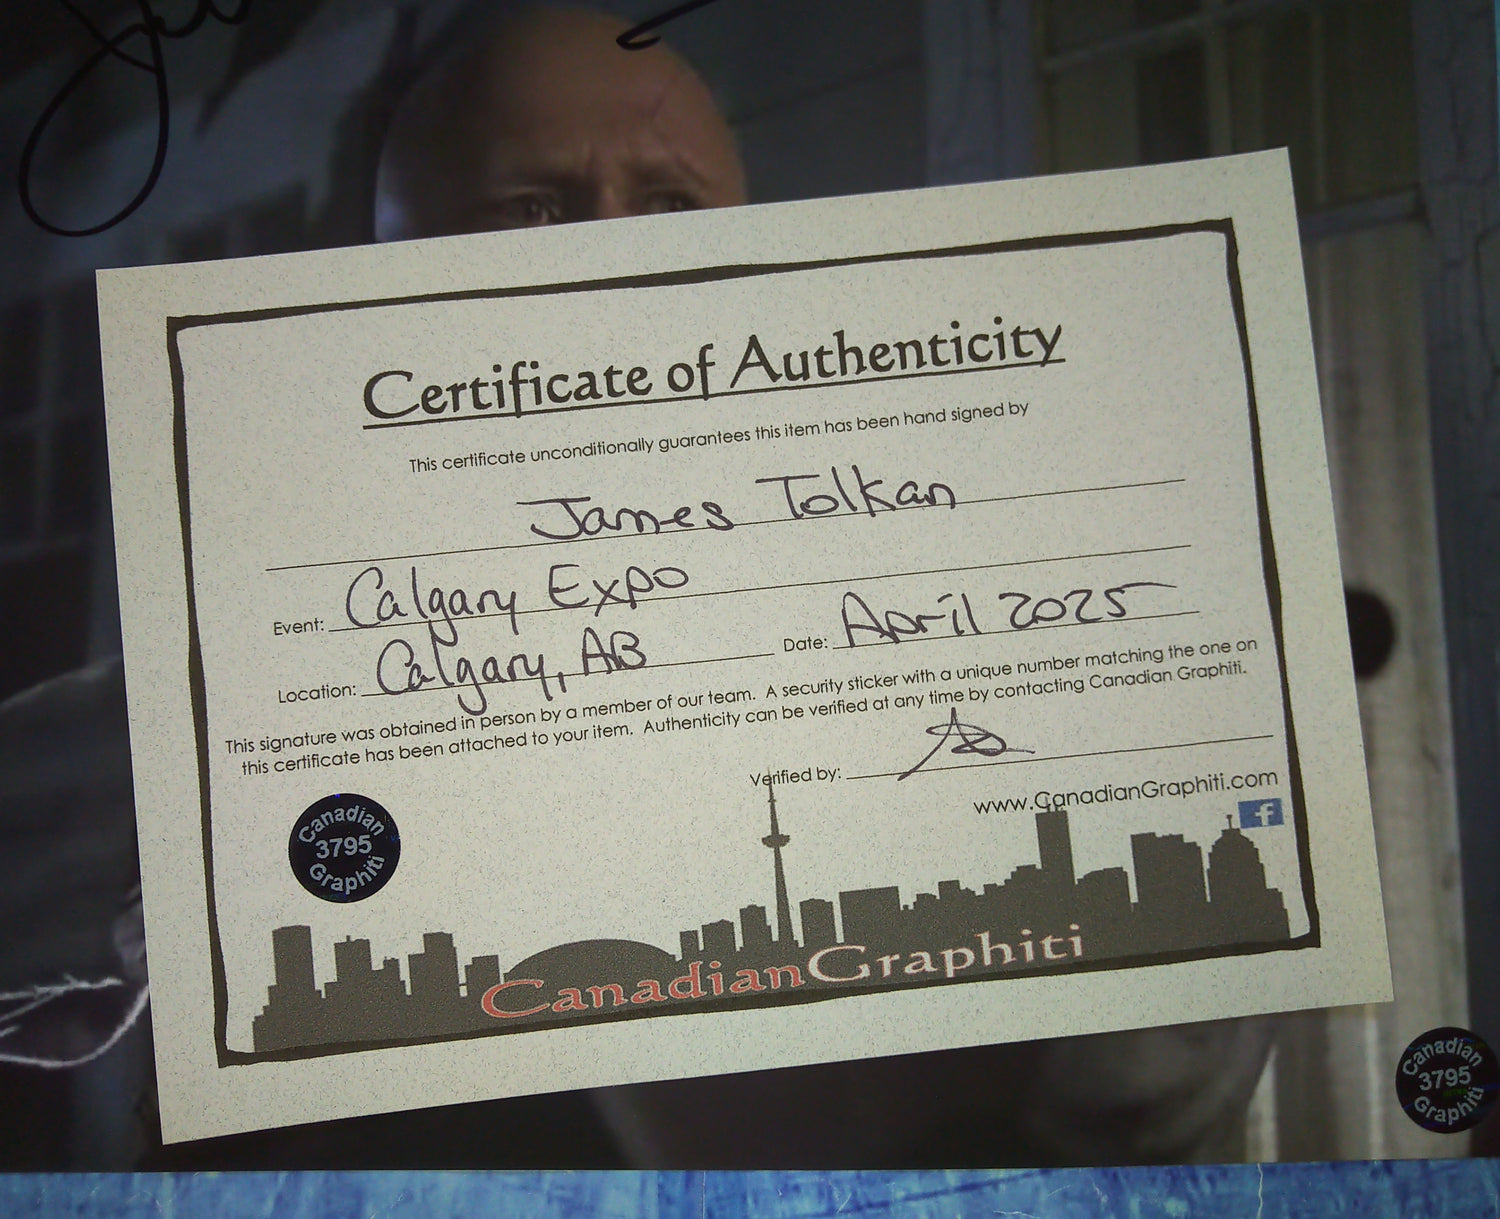 Certificate of Authenticity
This certificate unconditionally guarantees this item has been hand signed by
James Tolkan
Event: Calgary Expo
Location: Calgary, AB
Date: April 2025
This signature was obtained in person by a member of our team. A security sticker with a unique number matching the one on
this certificate has been attached to your item. Authenticity can be verified at any time by contacting Canadian Graphiti.
Verified by:
www.CanadianGraphiti.com
f
Canadian
3795
Graphiti
CanadianGraphiti
Canadian
3795
Graphiti